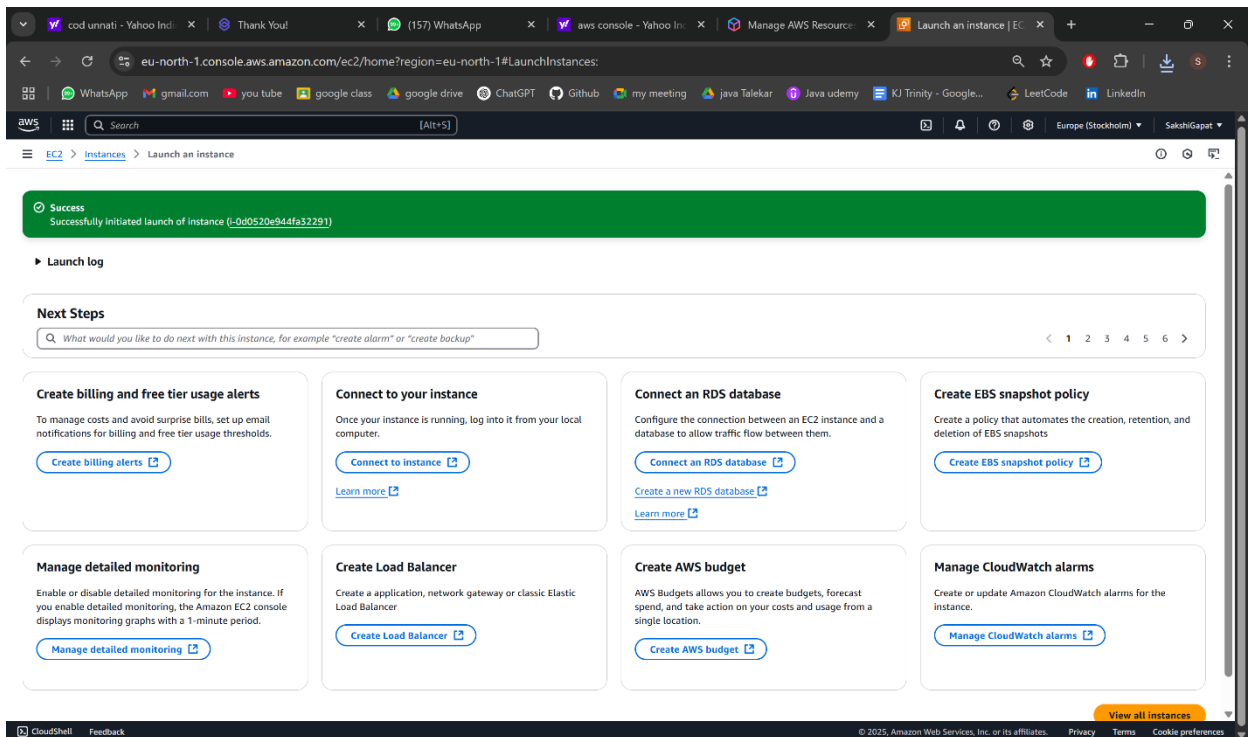 cod unnati - Yahoo Indi
Thank You!
(157) WhatsApp
aws console - Yahoo Inc
Manage AWS Resources
Launch an instance | EC
eu-north-1.console.aws.amazon.com/ec2/home?region=eu-north-1#LaunchInstances:
S
WhatsApp
gmail.com
you tube
google class
google drive
ChatGPT
Github
my meeting
java Talekar
Java udemy
KJ Trinity - Google...
LeetCode
LinkedIn
aws
Search
[Alt+S]
Europe (Stockholm)
SakshiGapat
EC2 > Instances > Launch an instance
Success
Successfully initiated launch of instance (i-0d0520e944fa32291)
Launch log
Next Steps
What would you like to do next with this instance, for example "create alarm" or "create backup"
< 1 2 3 4 5 6 >
Create billing and free tier usage alerts
To manage costs and avoid surprise bills, set up email
notifications for billing and free tier usage thresholds.
Create billing alerts
Connect to your instance
Once your instance is running, log into it from your local
computer.
Connect to instance
Learn more
Connect an RDS database
Configure the connection between an EC2 instance and a
database to allow traffic flow between them.
Connect an RDS database
Create a new RDS database
Learn more
Create EBS snapshot policy
Create a policy that automates the creation, retention, and
deletion of EBS snapshots
Create EBS snapshot policy
Manage detailed monitoring
Enable or disable detailed monitoring for the instance. If
you enable detailed monitoring, the Amazon EC2 console
displays monitoring graphs with a 1-minute period.
Manage detailed monitoring
Create Load Balancer
Create a application, network gateway or classic Elastic
Load Balancer
Create Load Balancer
Create AWS budget
AWS Budgets allows you to create budgets, forecast
spend, and take action on your costs and usage from a
single location.
Create AWS budget
Manage CloudWatch alarms
Create or update Amazon CloudWatch alarms for the
instance.
Manage CloudWatch alarms
View all instances
CloudShell
Feedback
© 2025, Amazon Web Services, Inc. or its affiliates.
Privacy
Terms
Cookie preferences